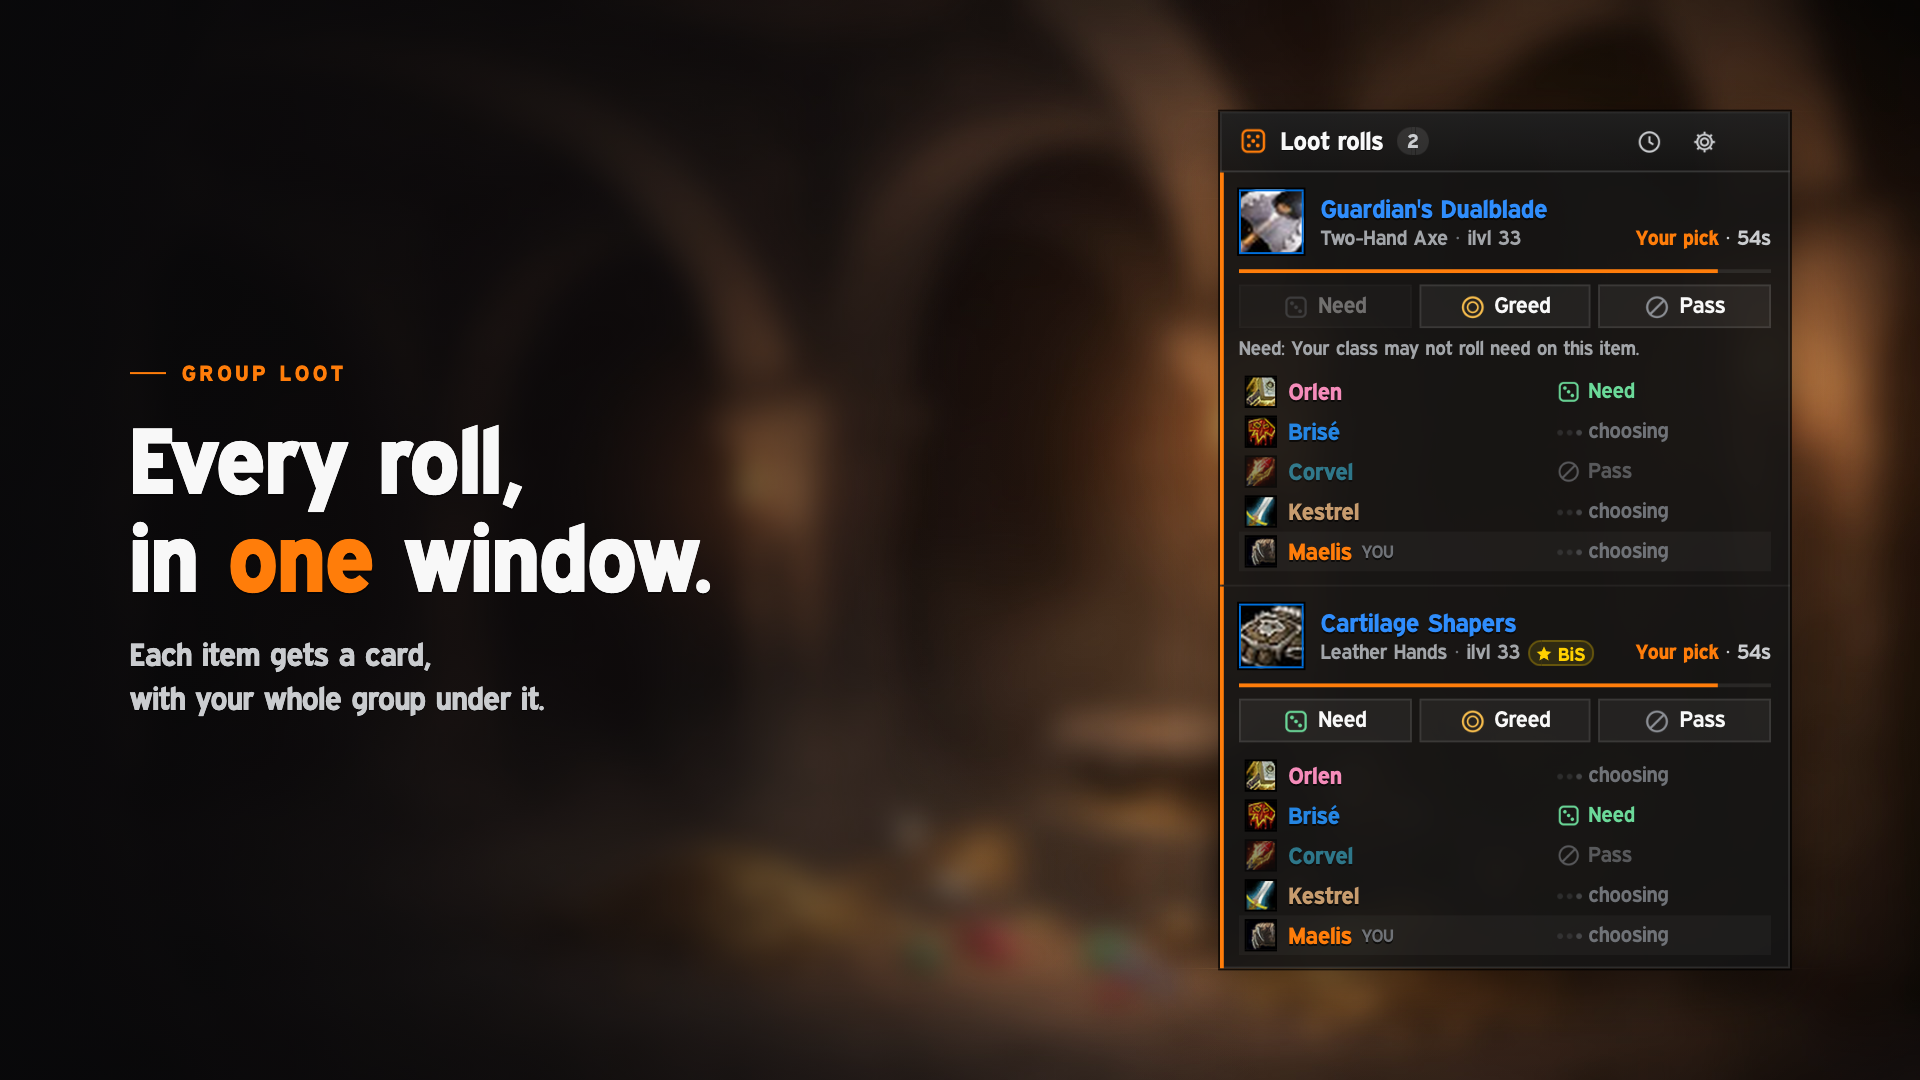 GROUP LOOT
Every roll,
in one window.
Each item gets a card,
with your whole group under it.
Loot rolls 2
Guardian's Dualblade
Two-Hand Axe · ilvl 33 Your pick · 54s
Need Greed Pass
Need: Your class may not roll need on this item.
Orlen Need
Brisé choosing
Corvel Pass
Kestrel choosing
Maelis YOU choosing
Cartilage Shapers
Leather Hands · ilvl 33 BiS Your pick · 54s
Need Greed Pass
Orlen choosing
Brisé Need
Corvel Pass
Kestrel choosing
Maelis YOU choosing